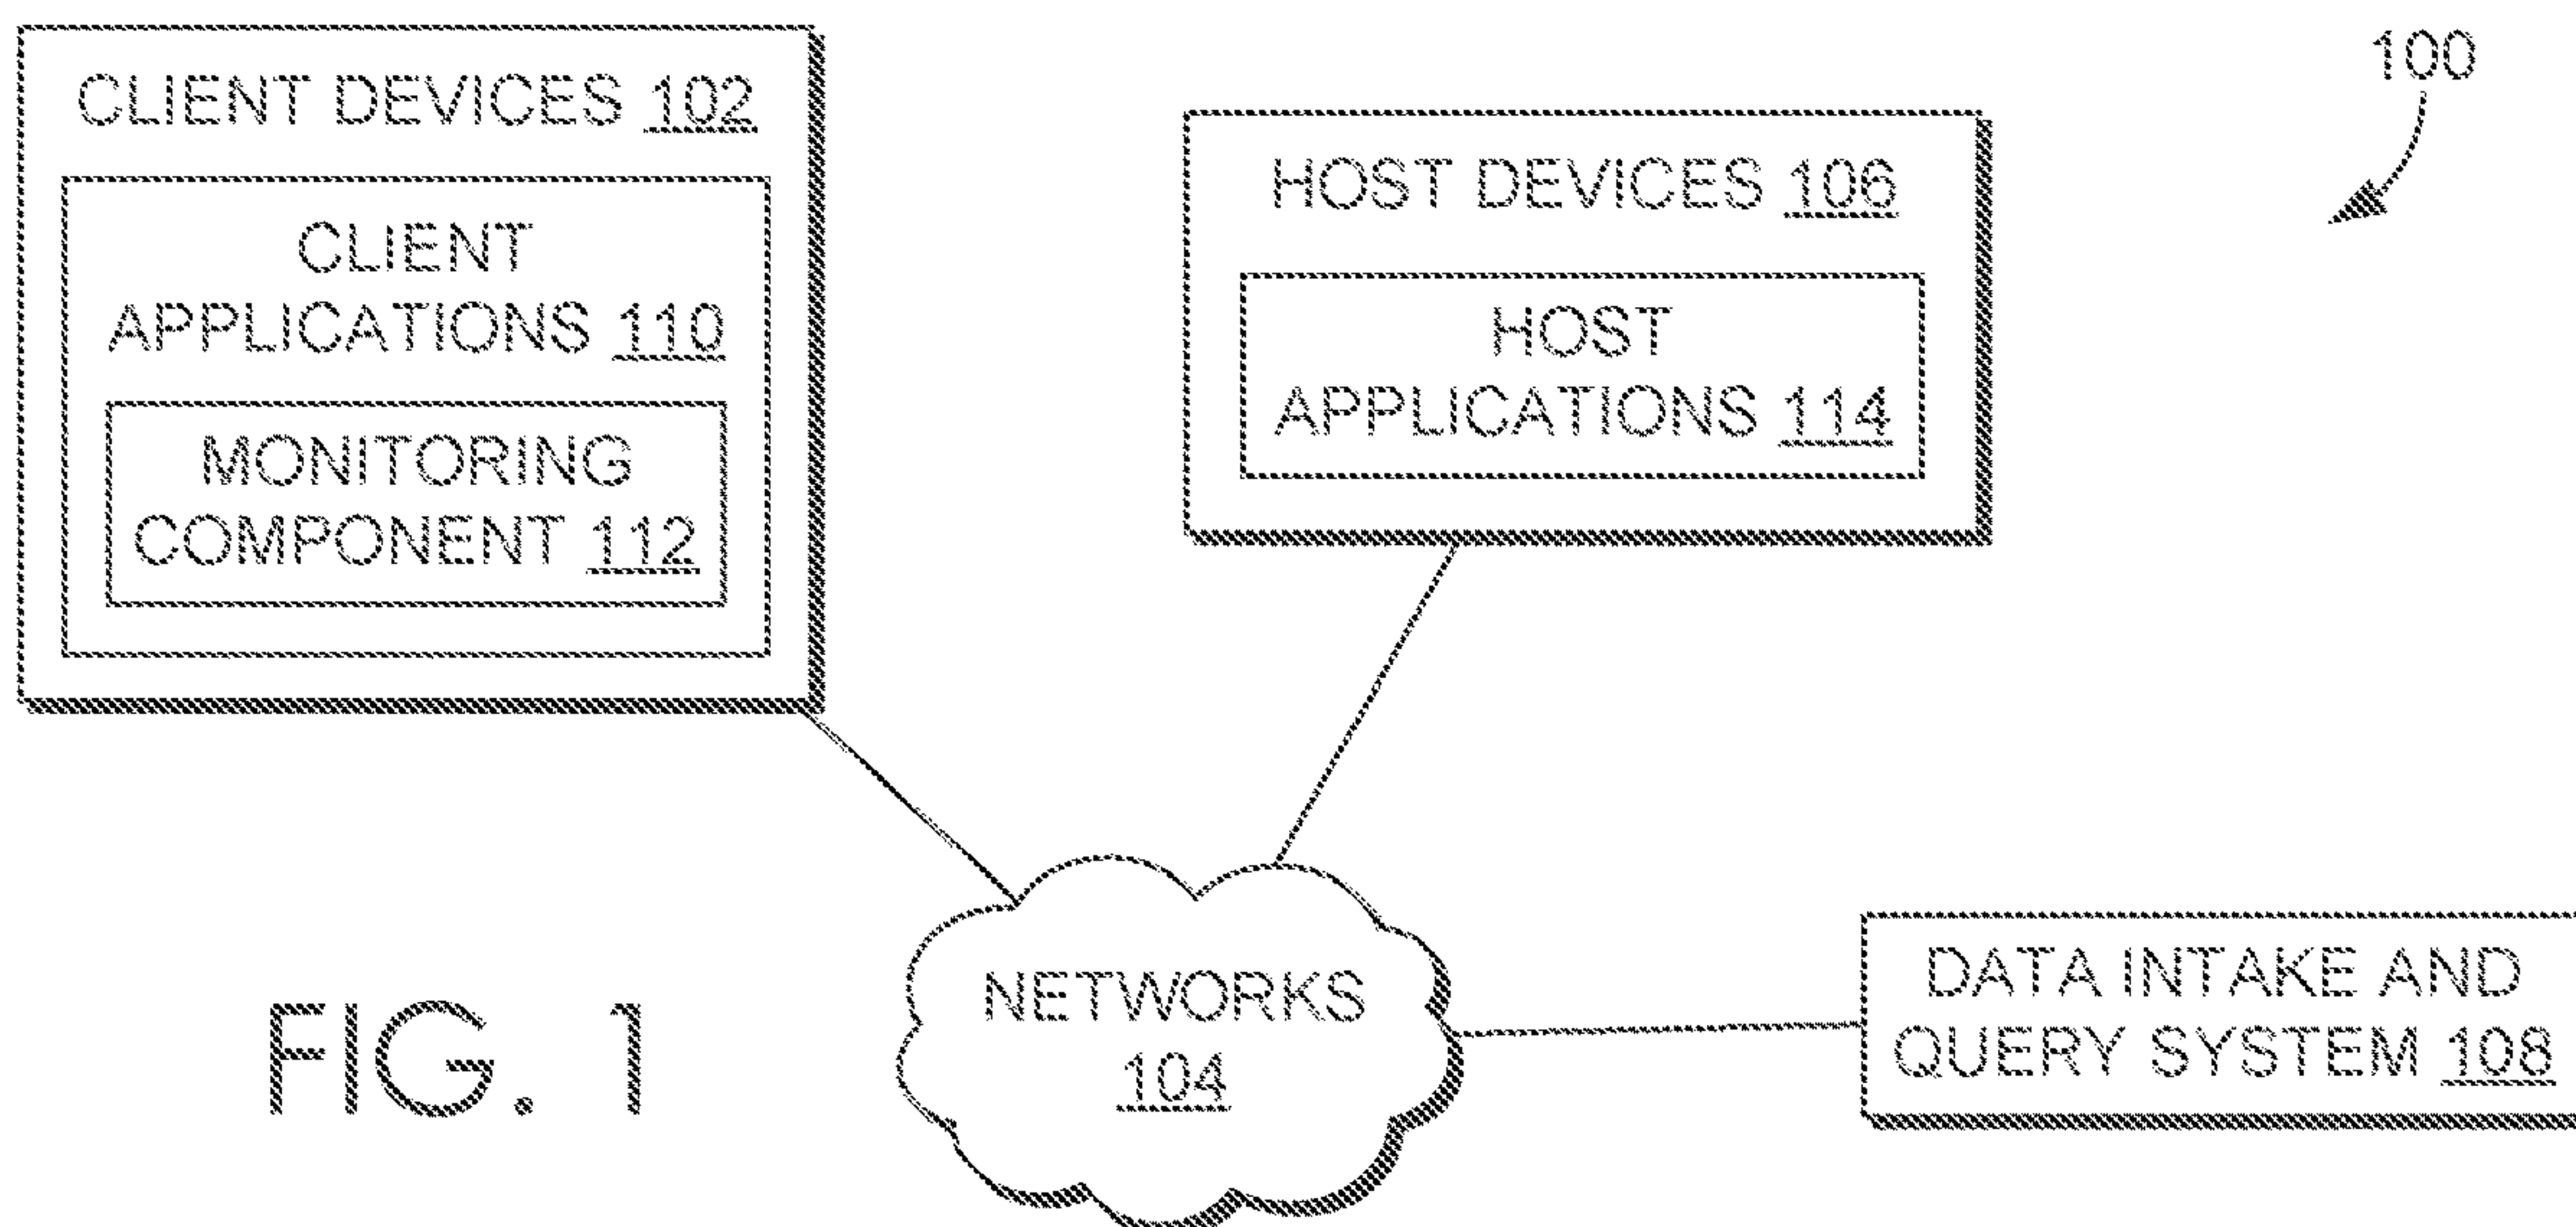 100
CLIENT DEVICES 102
CLIENT
APPLICATIONS 110
MONITORING
COMPONENT 112
HOST DEVICES 106
HOST
APPLICATIONS 114
NETWORKS
104
DATA INTAKE AND
QUERY SYSTEM 108
FIG. 1